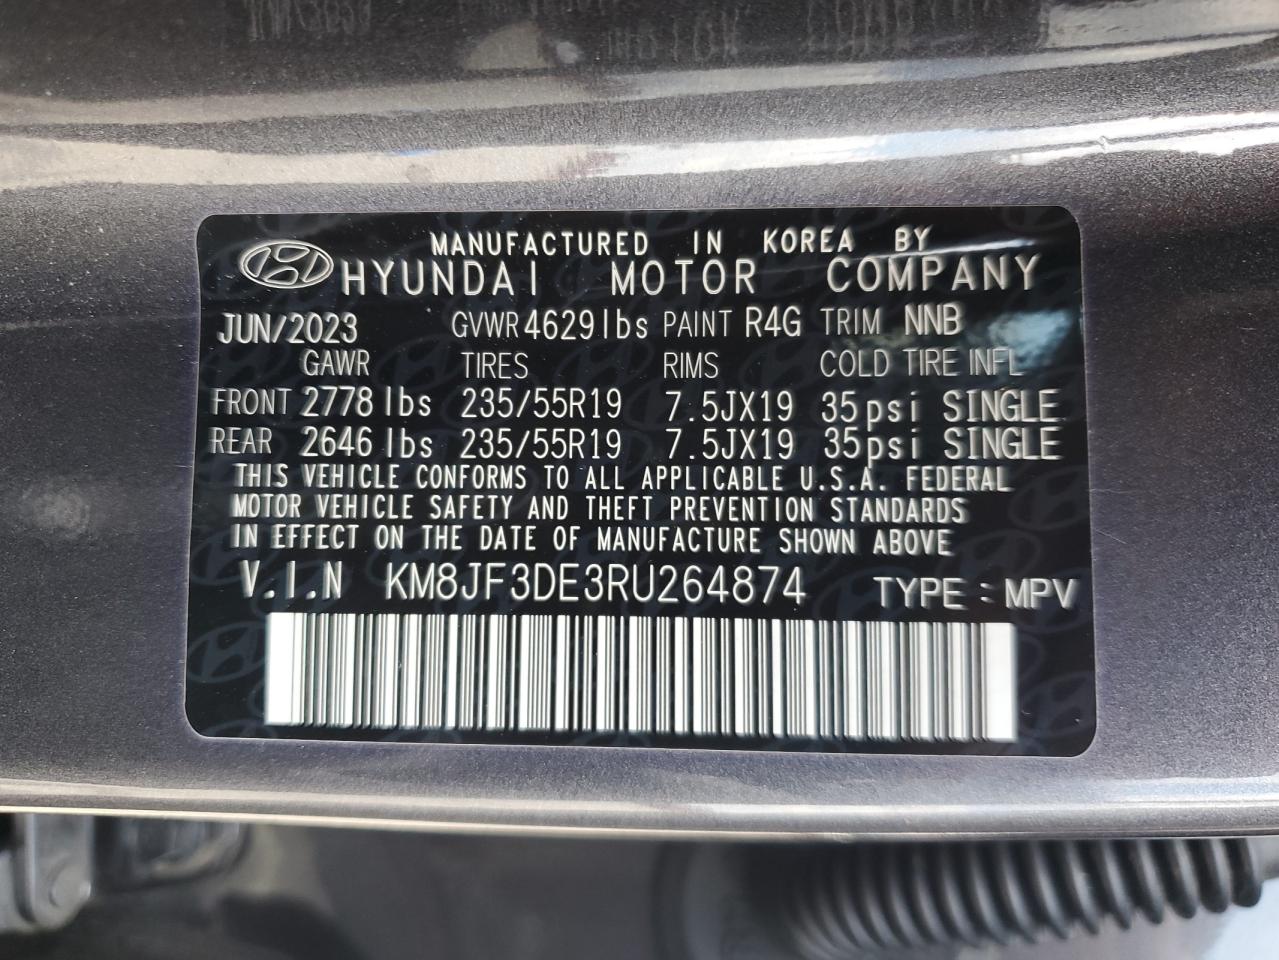 MANUFACTURED IN KOREA BY
HYUNDAI MOTOR COMPANY
JUN/2023 GVWR 4629lbs PAINT R4G TRIM NNB
GAWR TIRES RIMS COLD TIRE INFL
FRONT 2778 lbs 235/55R19 7.5JX19 35psi SINGLE
REAR 2646 lbs 235/55R19 7.5JX19 35psi SINGLE
THIS VEHICLE CONFORMS TO ALL APPLICABLE U.S.A. FEDERAL
MOTOR VEHICLE SAFETY AND THEFT PREVENTION STANDARDS
IN EFFECT ON THE DATE OF MANUFACTURE SHOWN ABOVE
V.I.N KM8JF3DE3RU264874 TYPE : MPV